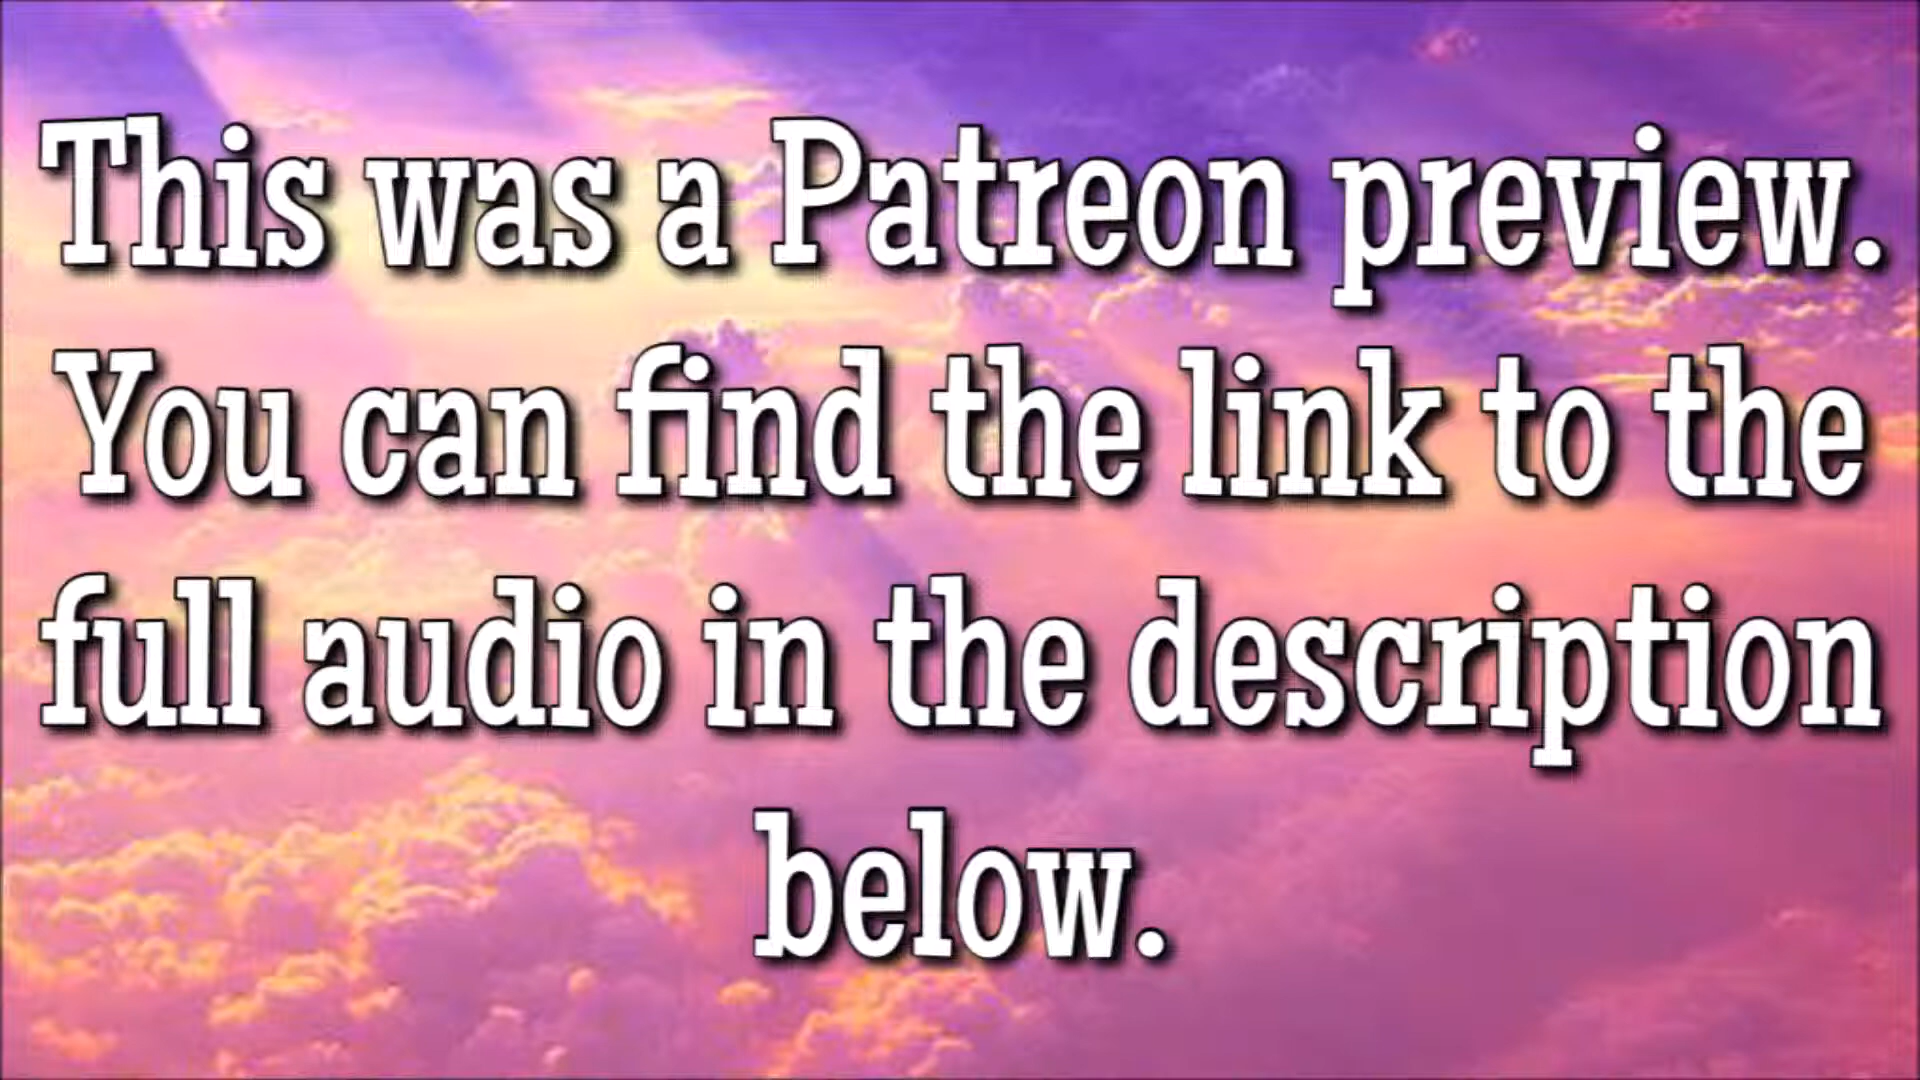 This was a Patreon preview.
You can find the link to the
full audio in the description
below.